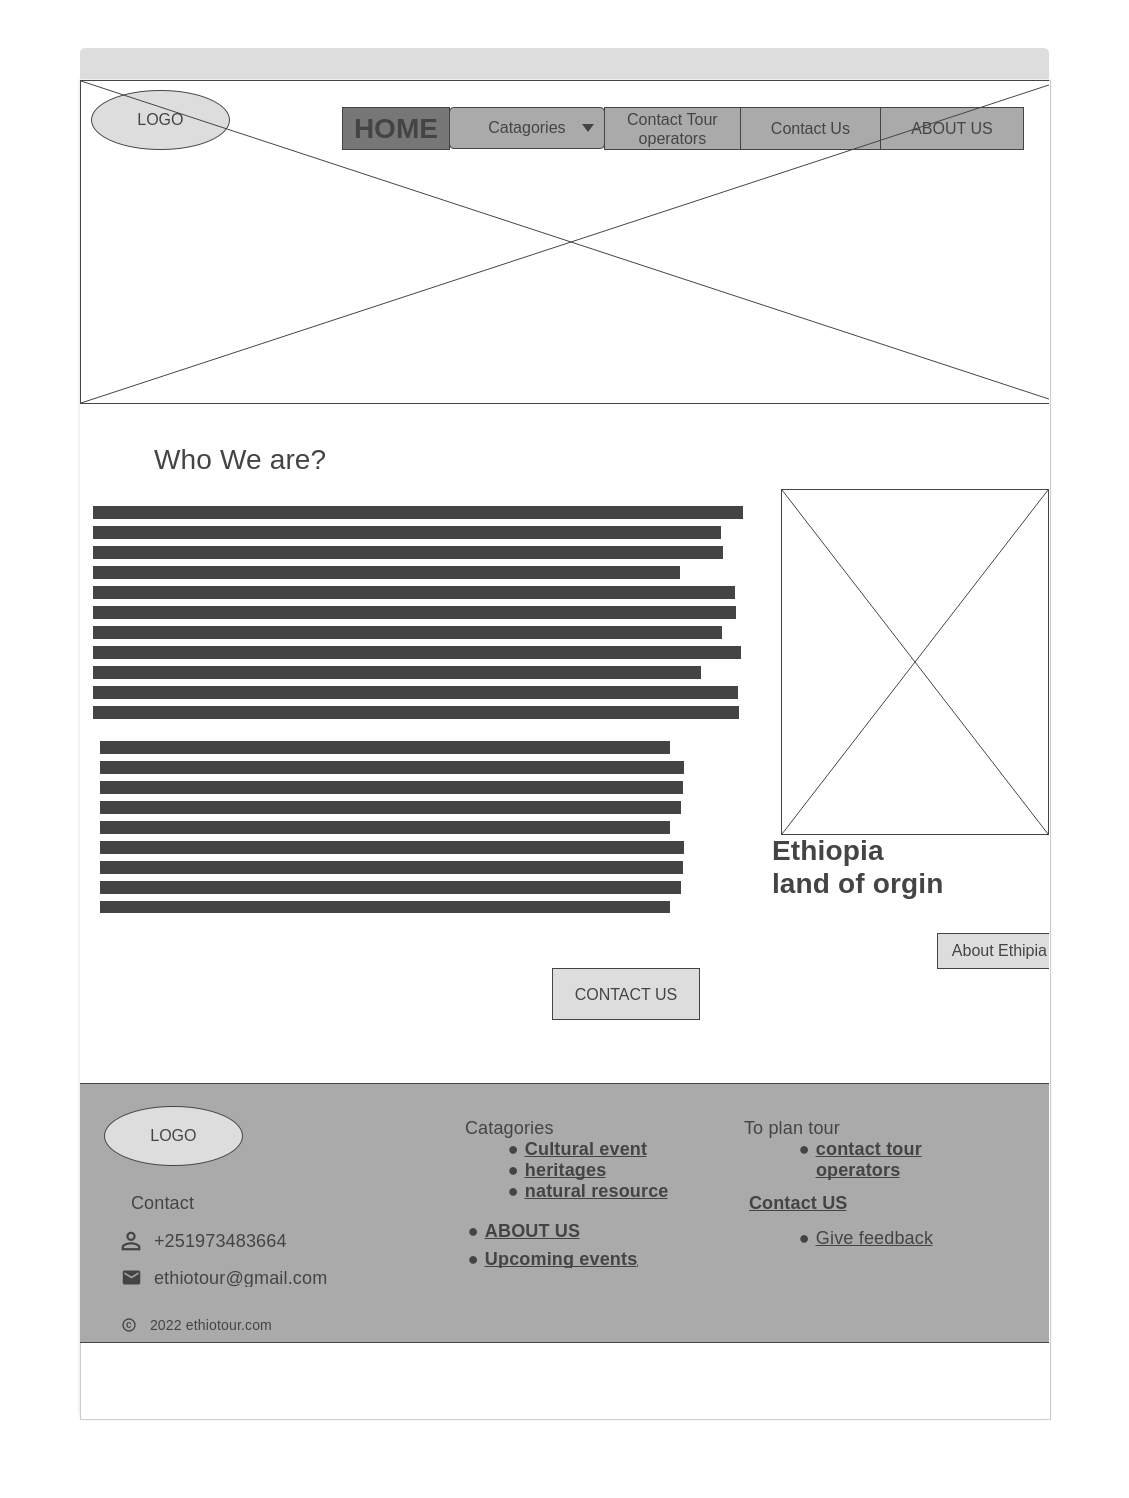 LOGO
HOME
Catagories
Contact Tour
operators
Contact Us
ABOUT US
Who We are?
Ethiopia
land of orgin
About Ethipia
CONTACT US
LOGO
Contact
+251973483664
ethiotour@gmail.com
© 2022 ethiotour.com
Catagories
● Cultural event
● heritages
● natural resource
● ABOUT US
● Upcoming events
To plan tour
● contact tour
operators
Contact US
● Give feedback